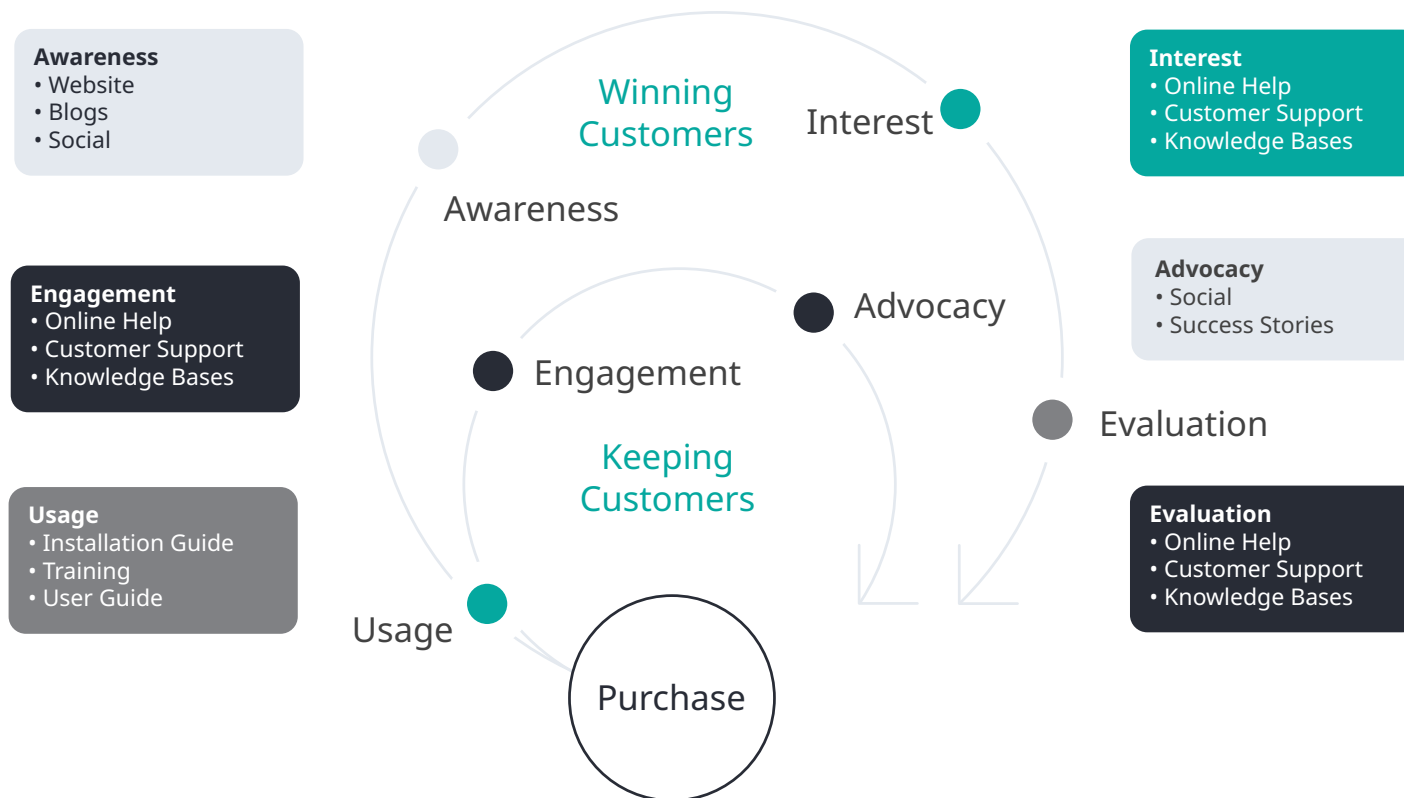 Awareness
• Website
• Blogs
• Social
Engagement
• Online Help
• Customer Support
• Knowledge Bases
Usage
• Installation Guide
• Training
• User Guide
Winning
Customers
Interest
Awareness
Advocacy
Engagement
Evaluation
Keeping
Customers
Usage
Purchase
Interest
• Online Help
• Customer Support
• Knowledge Bases
Advocacy
• Social
• Success Stories
Evaluation
• Online Help
• Customer Support
• Knowledge Bases